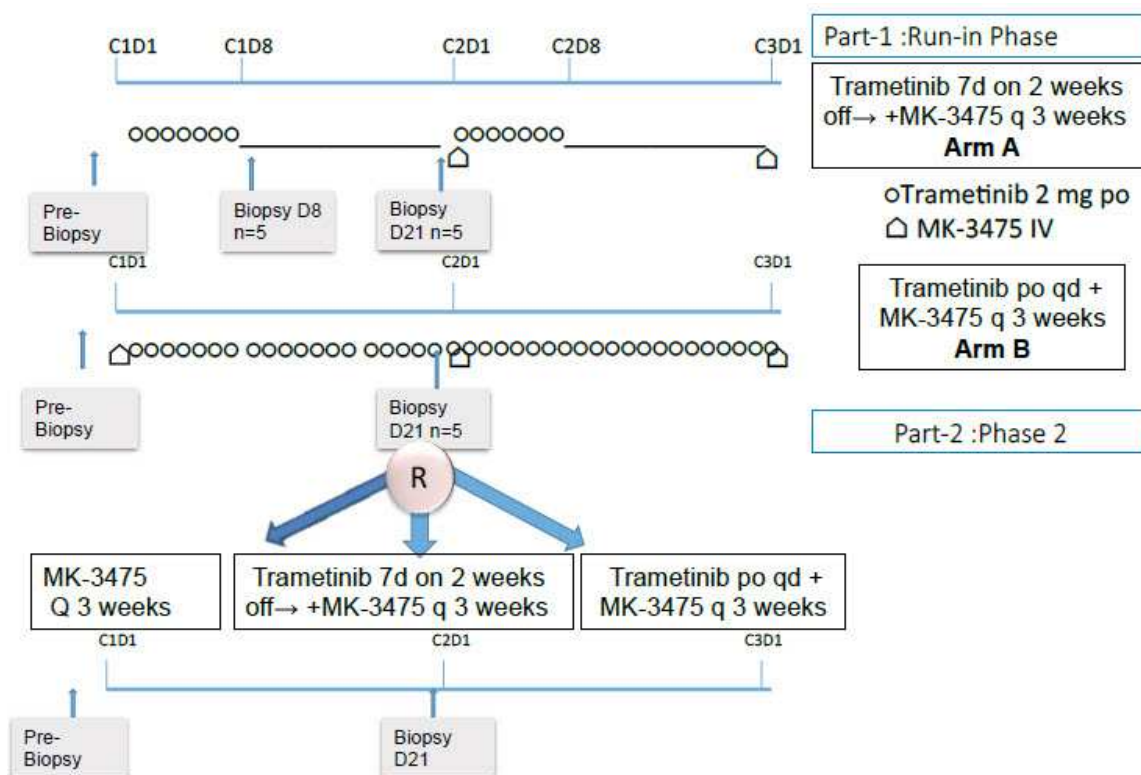 C1D1
C1D8
C2D1
C2D8
C3D1
Part-1 :Run-in Phase
Trametinib 7d on 2 weeks
off→ +MK-3475 q 3 weeks
Arm A
Pre-
Biopsy
Biopsy D8
n=5
Biopsy
D21 n=5
Trametinib 2 mg po
MK-3475 IV
C1D1
C2D1
C3D1
Trametinib po qd +
MK-3475 q 3 weeks
Arm B
Pre-
Biopsy
Biopsy
D21 n=5
Part-2 :Phase 2
R
MK-3475
Q 3 weeks
Trametinib 7d on 2 weeks
off→ +MK-3475 q 3 weeks
Trametinib po qd +
MK-3475 q 3 weeks
C1D1
C2D1
C3D1
Pre-
Biopsy
Biopsy
D21